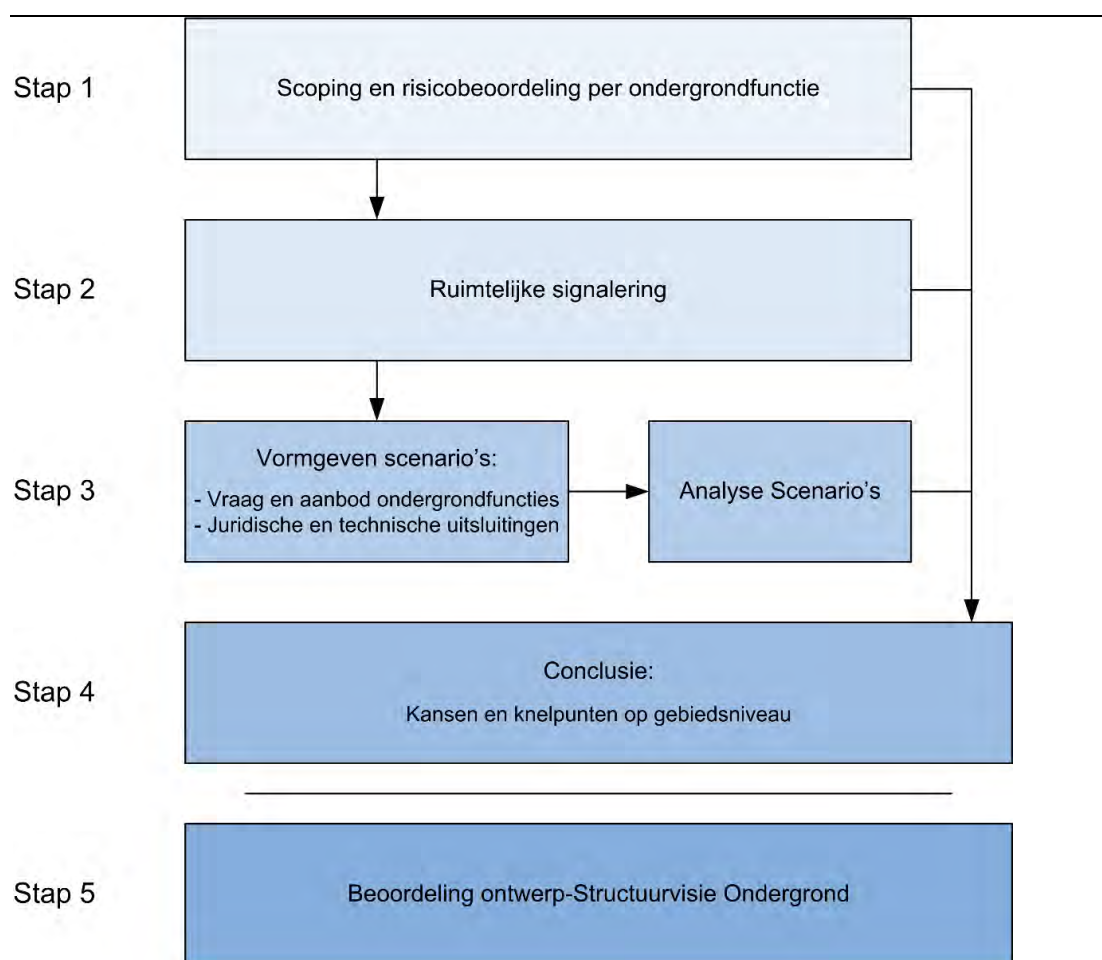 Stap 1
Scoping en risicobeoordeling per ondergrondfunctie
Stap 2
Ruimtelijke signalering
Stap 3
Vormgeven scenario's:
- Vraag en aanbod ondergrondfuncties
- Juridische en technische uitsluitingen
Analyse Scenario's
Stap 4
Conclusie:
Kansen en knelpunten op gebiedsniveau
Stap 5
Beoordeling ontwerp-Structuurvisie Ondergrond